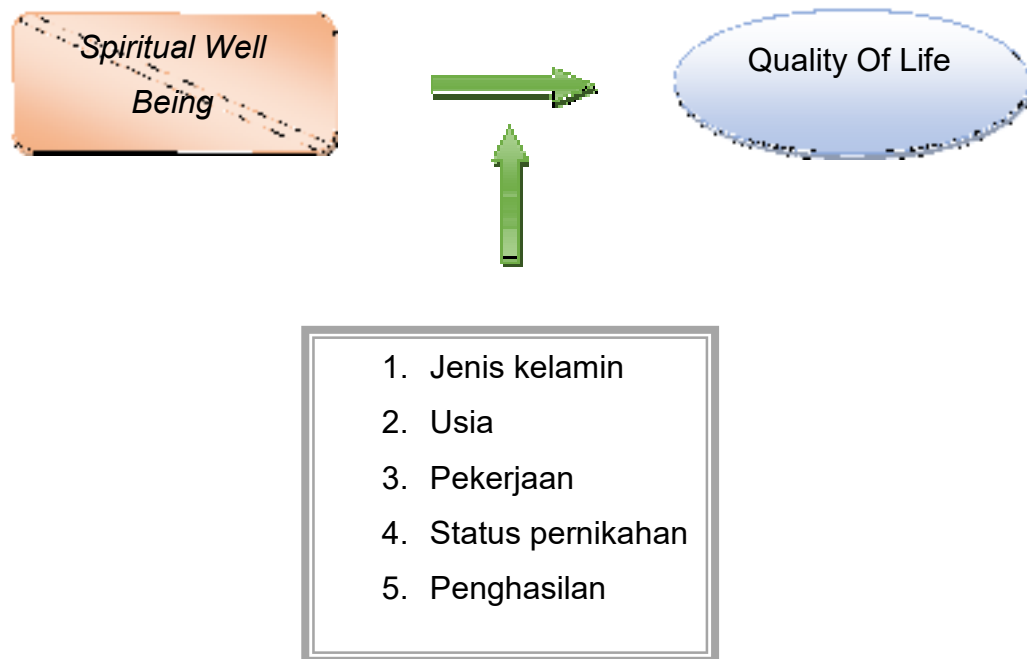 Spiritual Well
Being
Quality Of Life
1. Jenis kelamin
2. Usia
3. Pekerjaan
4. Status pernikahan
5. Penghasilan